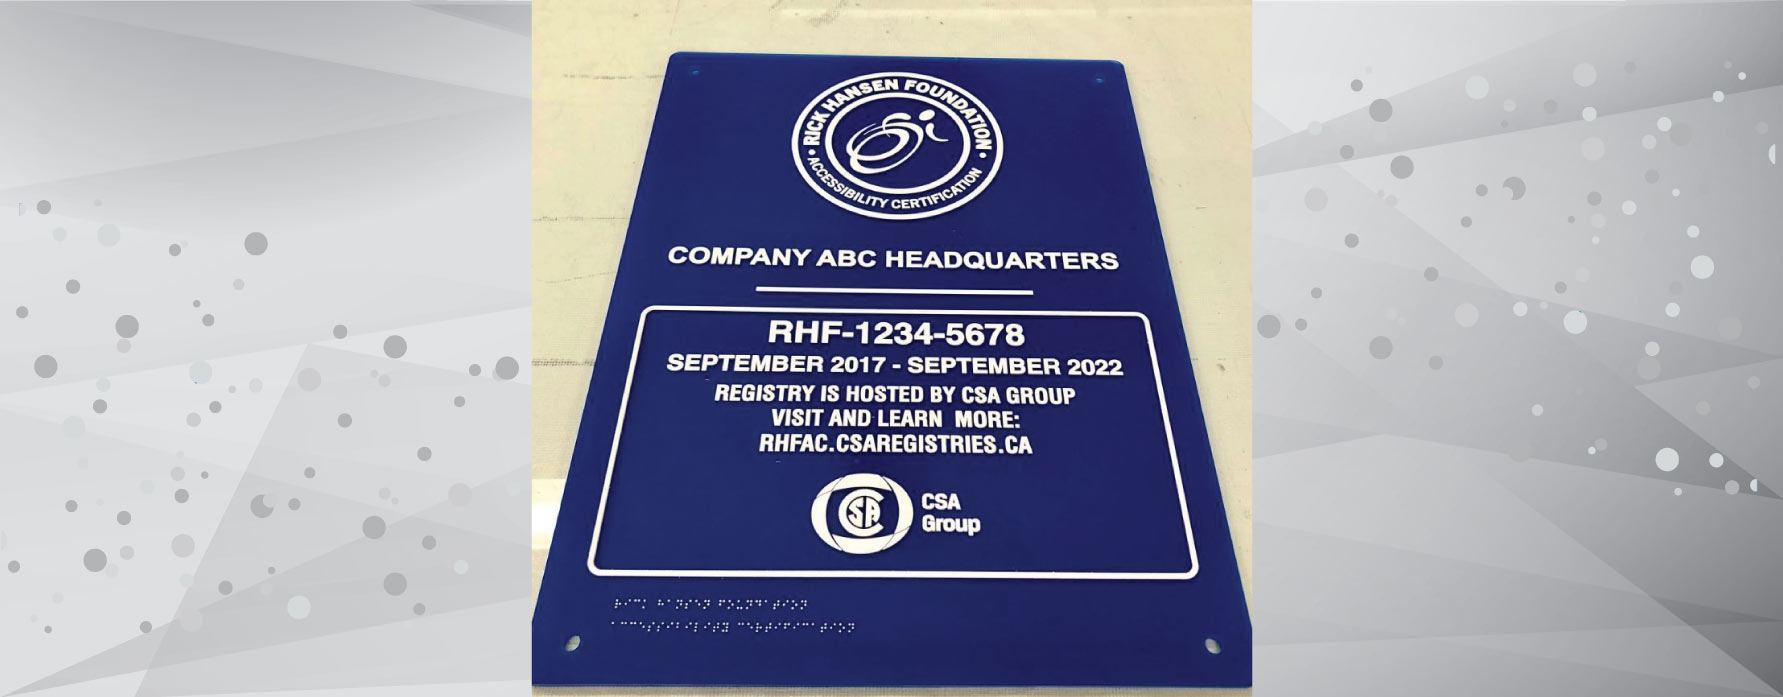 RICK HANSEN FOUNDATION
ACCESSIBILITY CERTIFICATION
COMPANY ABC HEADQUARTERS
RHF-1234-5678
SEPTEMBER 2017 - SEPTEMBER 2022
REGISTRY IS HOSTED BY CSA GROUP
VISIT AND LEARN MORE:
RHFAC.CSAREGISTRIES.CA
CSA
CSA
Group